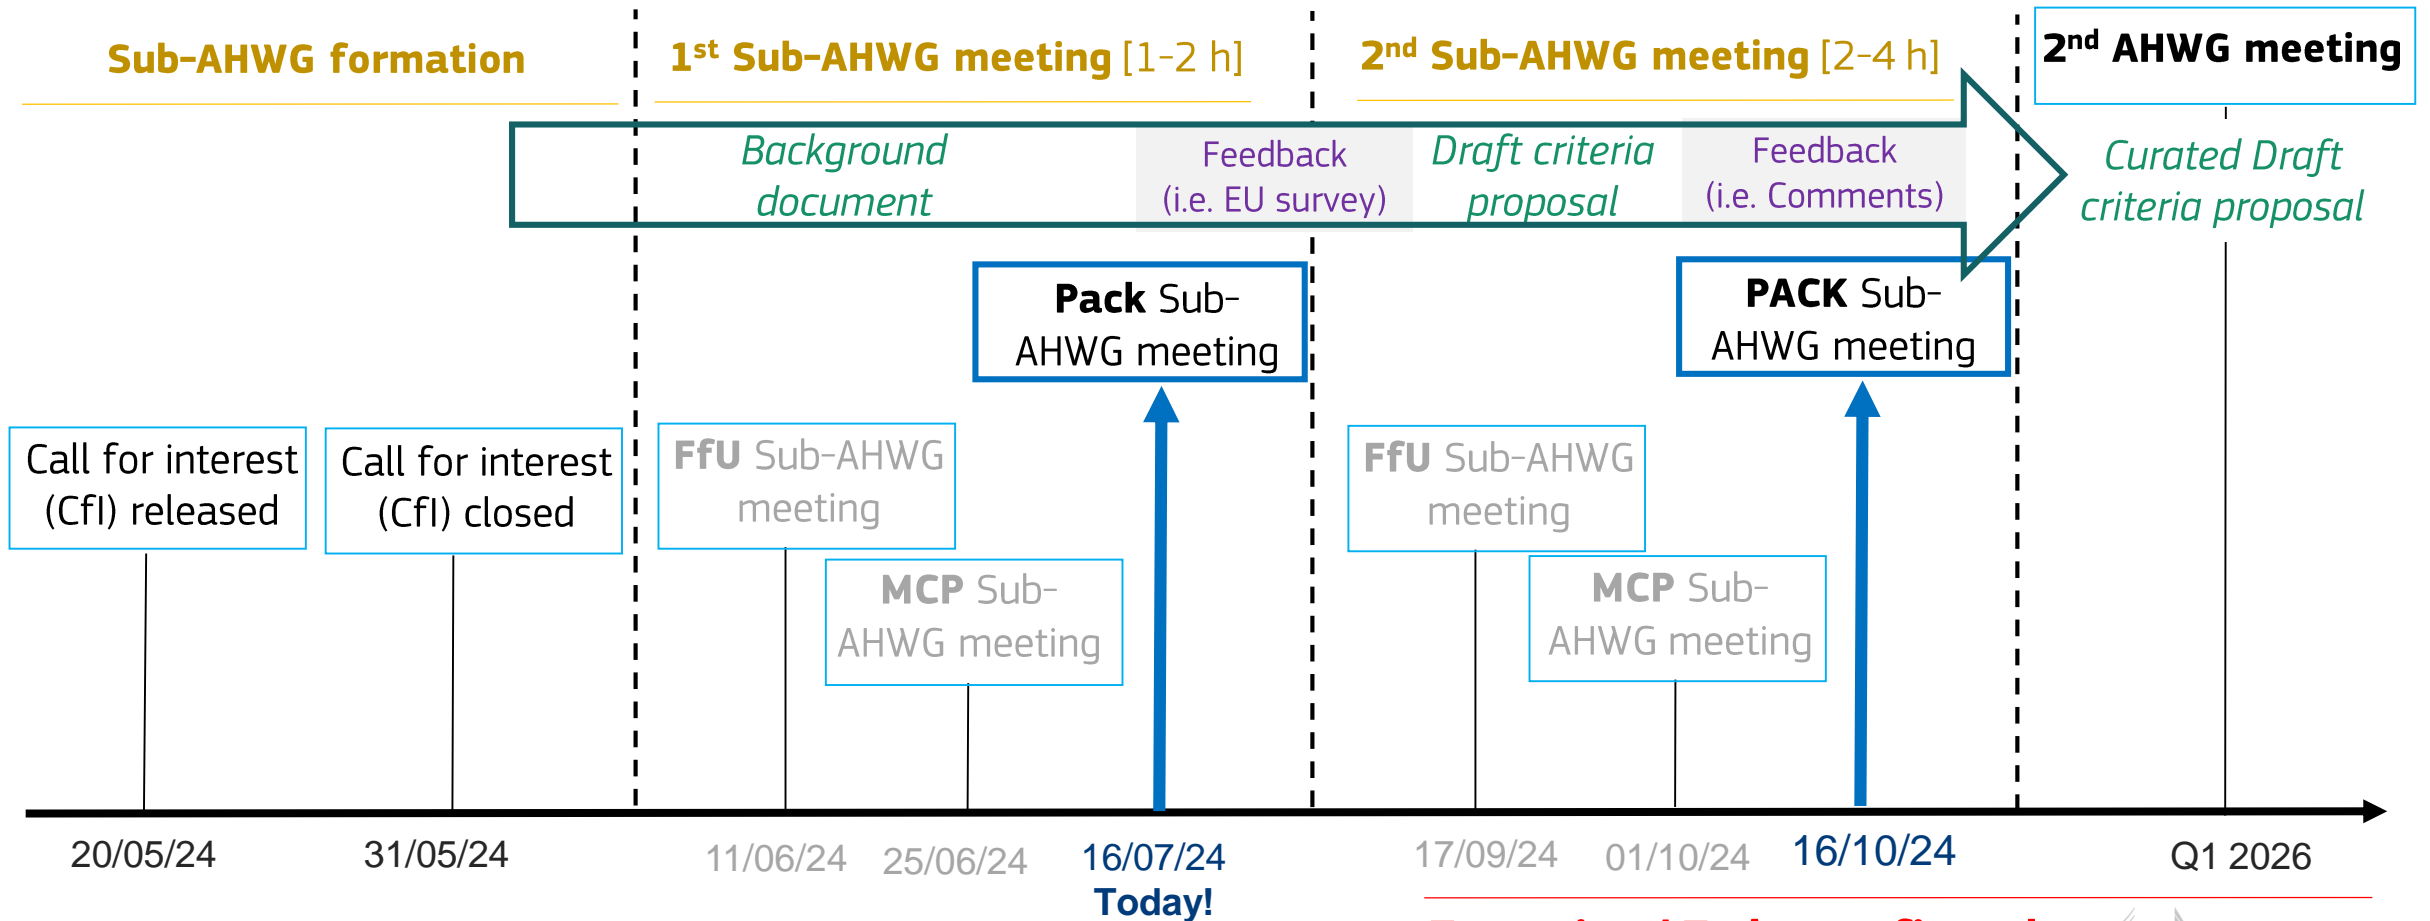 Sub-AHWG formation
1st Sub-AHWG meeting [1-2 h]
2nd Sub-AHWG meeting [2-4 h]
2nd AHWG meeting
Background
document
Feedback
(i.e. EU survey)
Draft criteria
proposal
Feedback
(i.e. Comments)
Curated Draft
criteria proposal
Pack Sub-
AHWG meeting
PACK Sub-
AHWG meeting
Call for interest
(CfI) released
Call for interest
(CfI) closed
FfU Sub-AHWG
meeting
MCP Sub-
AHWG meeting
FfU Sub-AHWG
meeting
MCP Sub-
AHWG meeting
20/05/24
31/05/24
11/06/24
25/06/24
16/07/24
Today!
17/09/24
01/10/24
16/10/24
Q1 2026